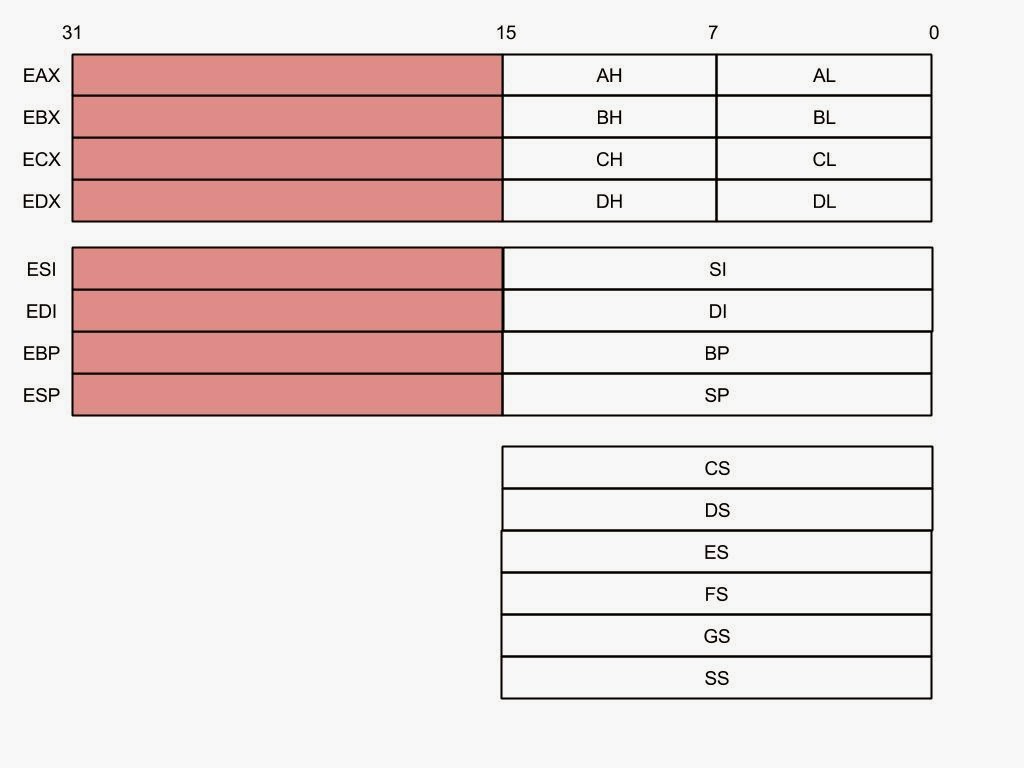 31 15 7 0
EAX AH AL
EBX BH BL
ECX CH CL
EDX DH DL
ESI SI
EDI DI
EBP BP
ESP SP
CS
DS
ES
FS
GS
SS